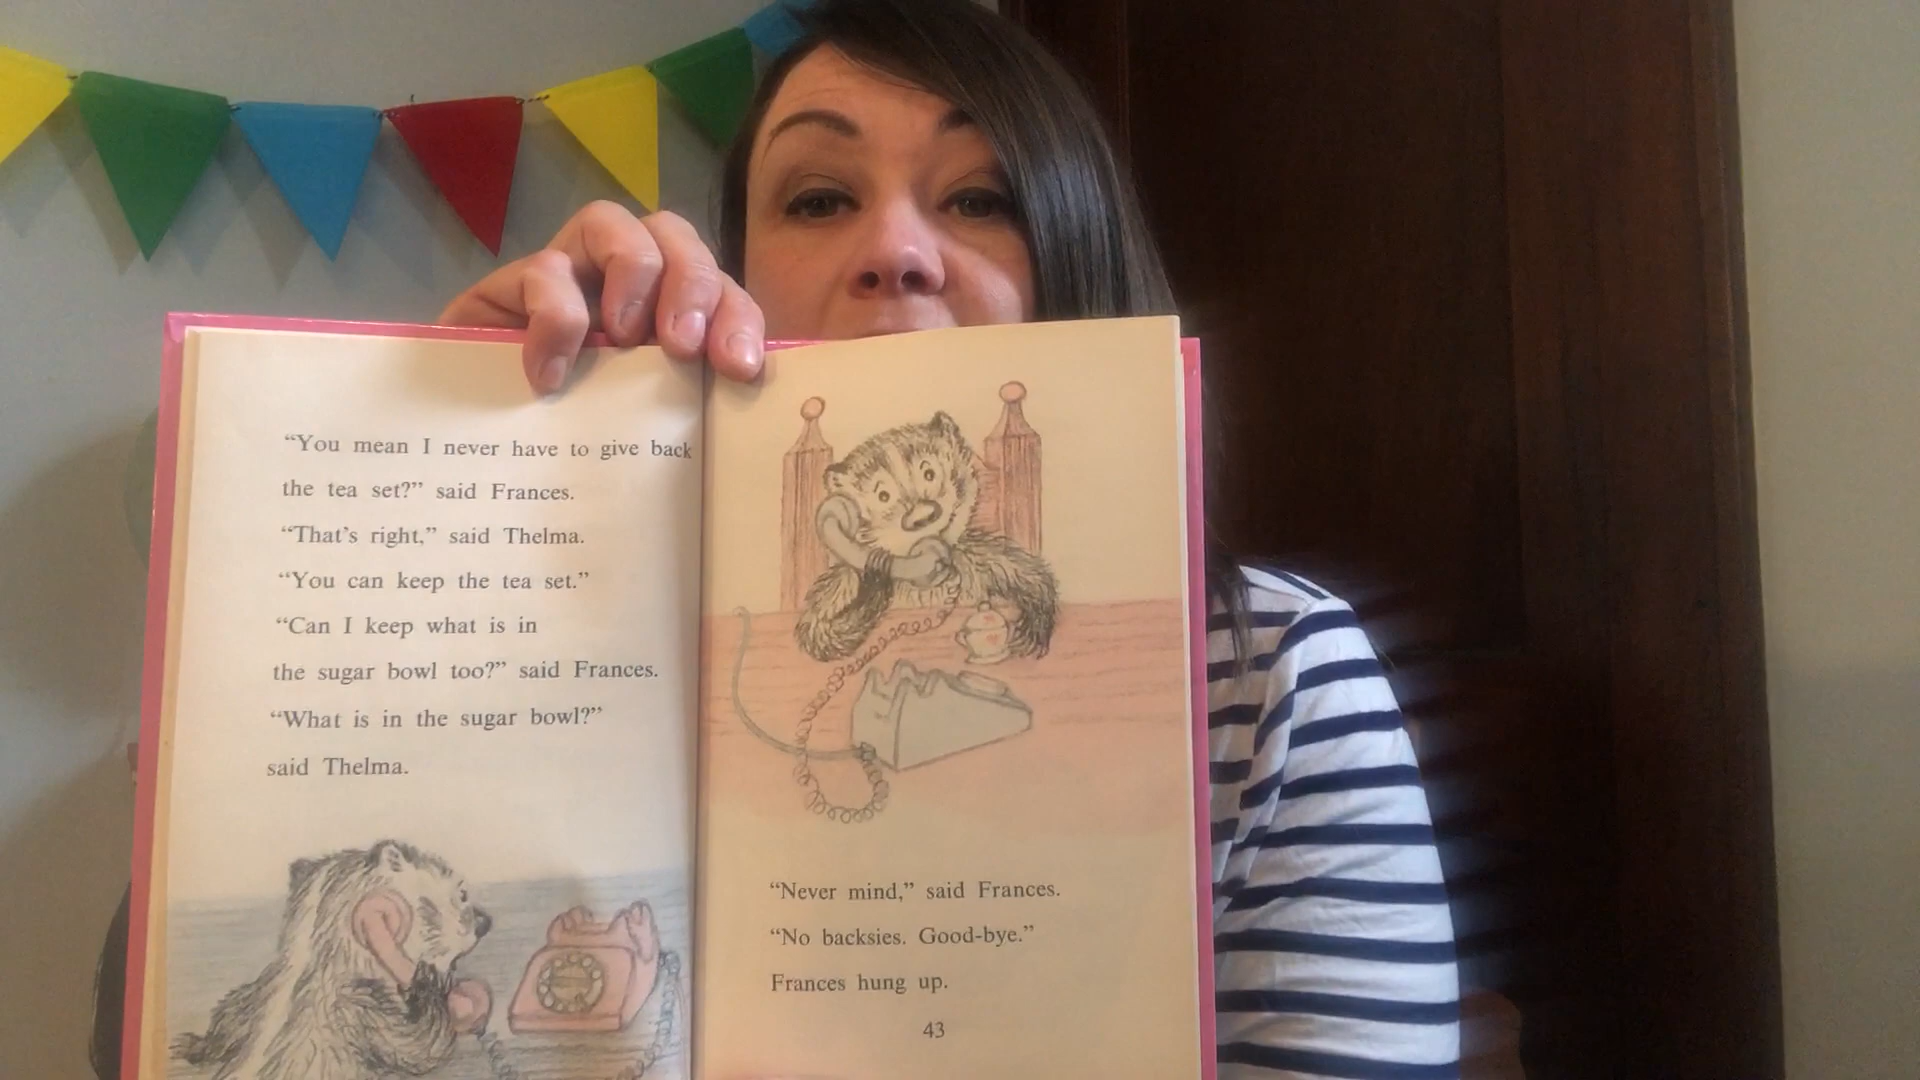 “You mean I never have to give back
the tea set?” said Frances.
“That's right,” said Thelma.
“You can keep the tea set.”
“Can I keep what is in
the sugar bowl too?” said Frances.
“What is in the sugar bowl?”
said Thelma.
“Never mind,” said Frances.
“No backsies. Good-bye.”
Frances hung up.
43